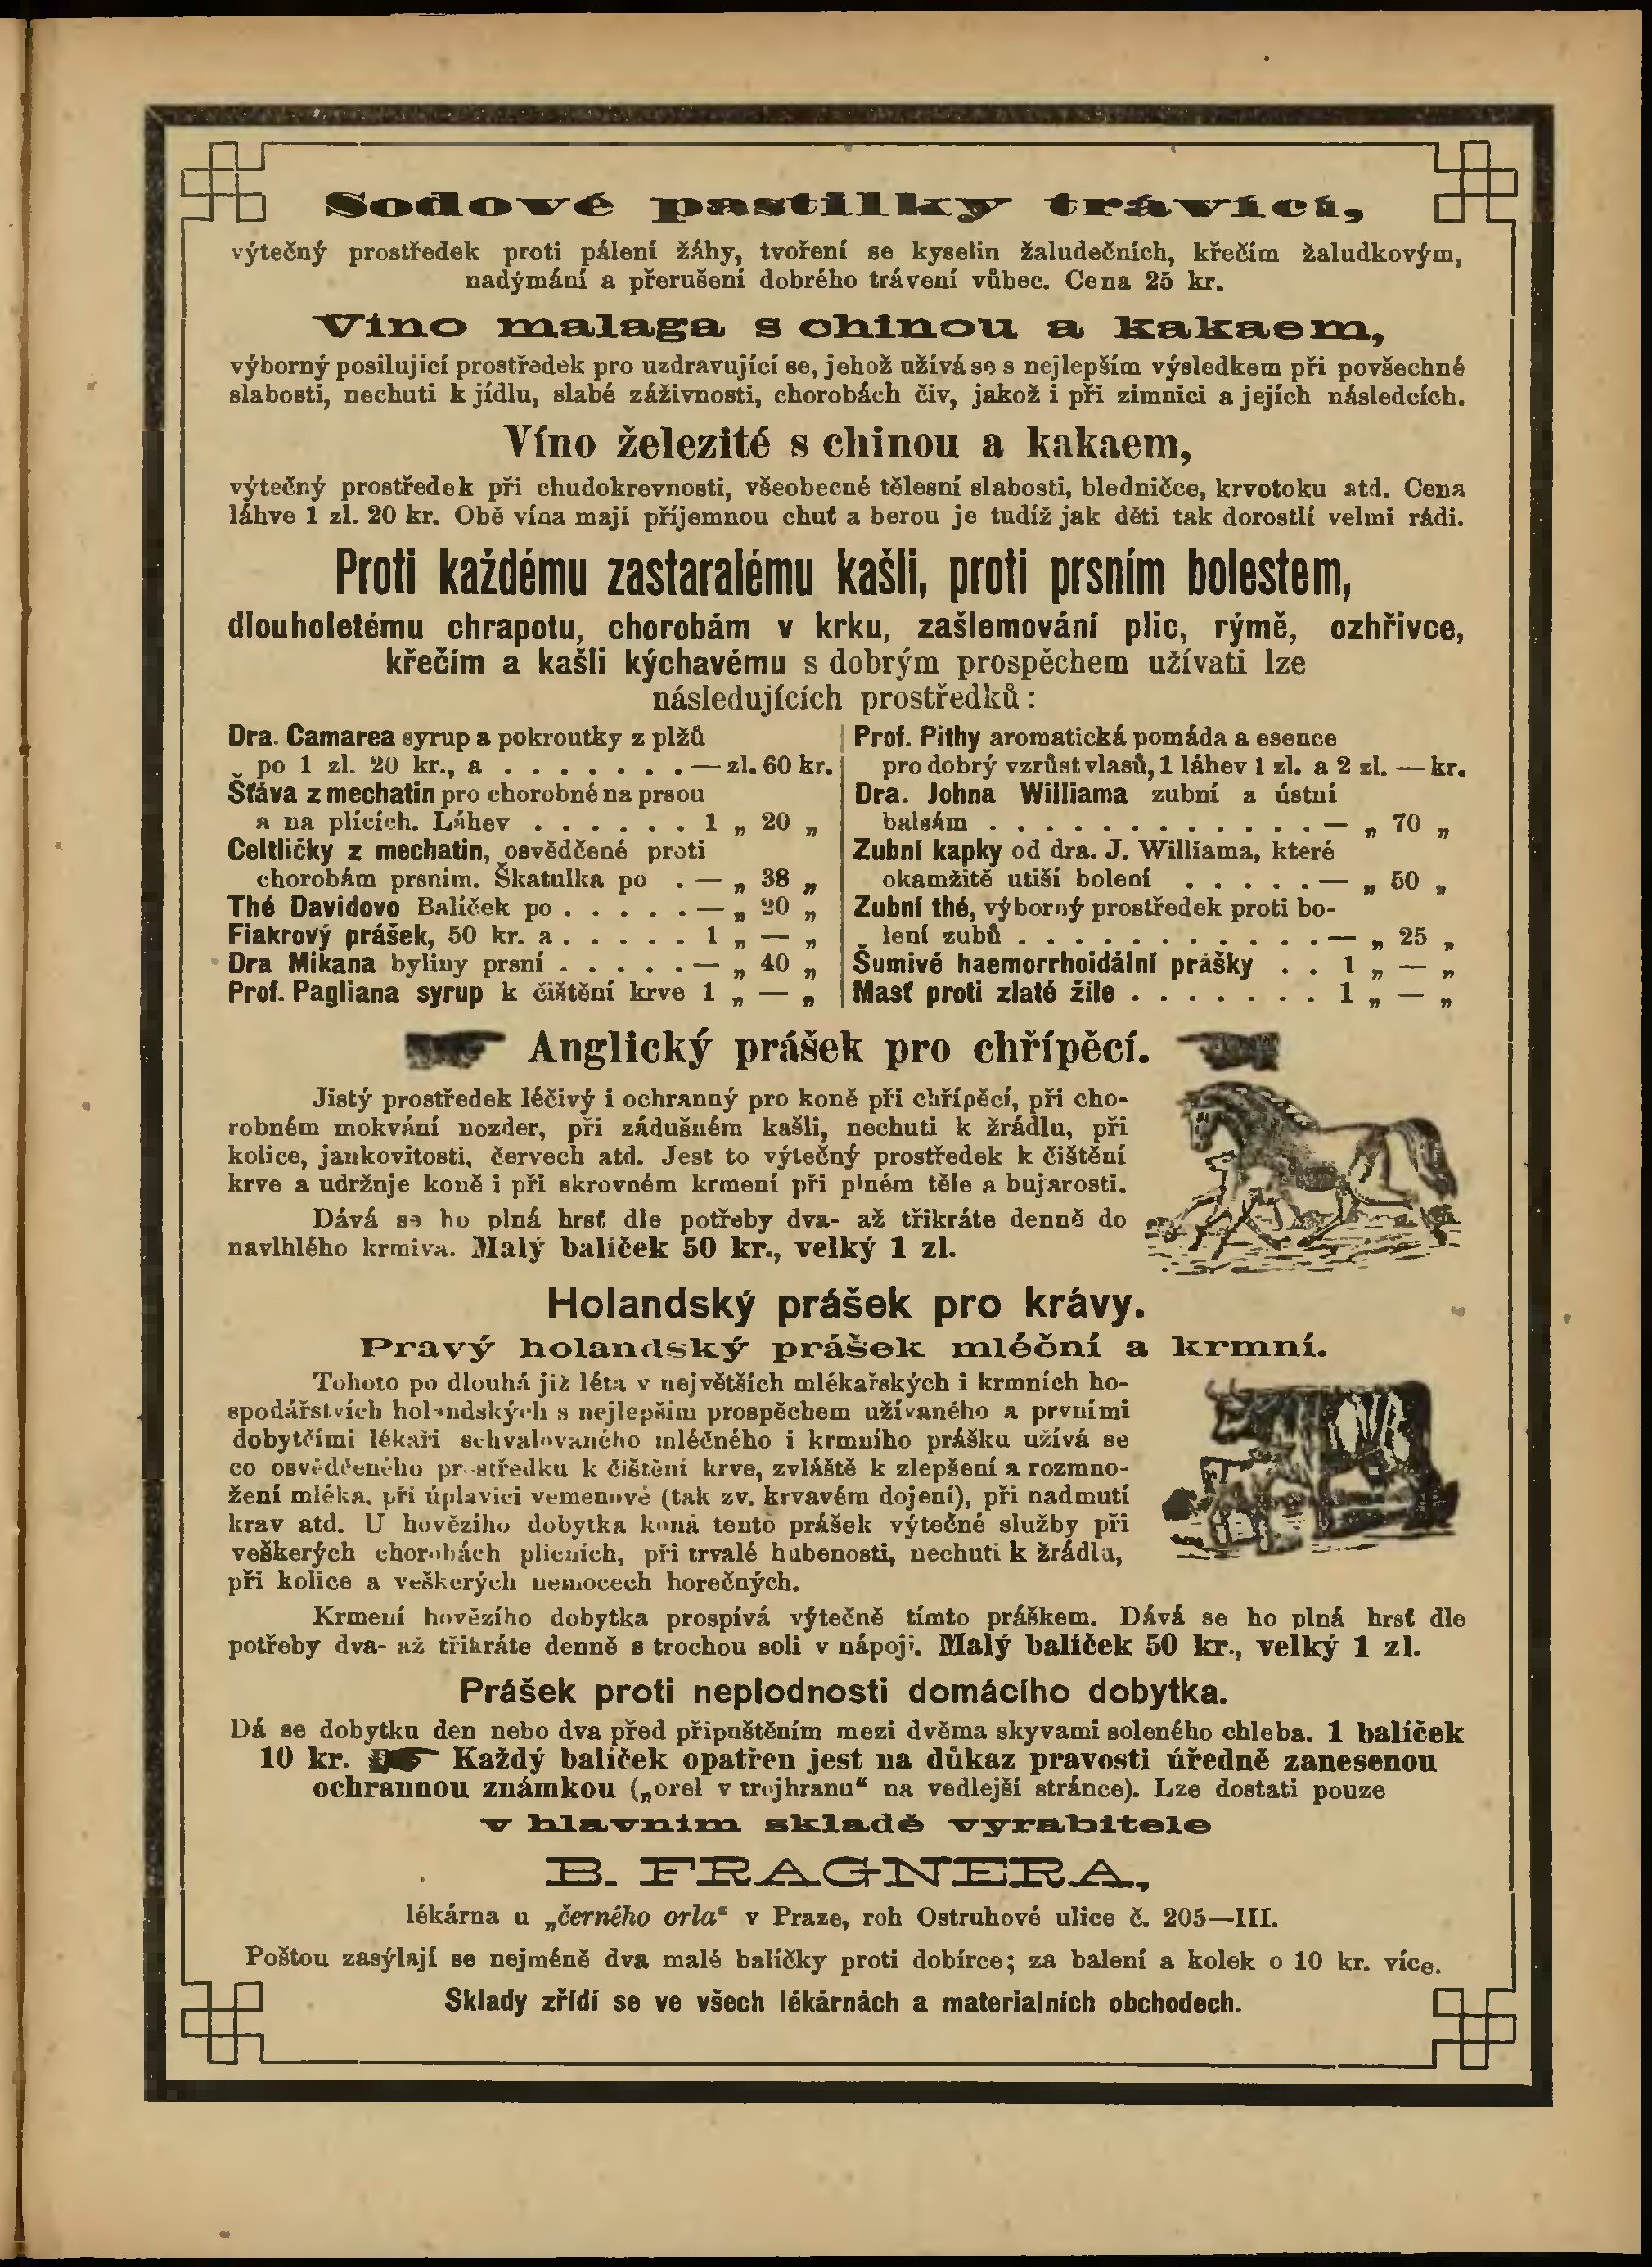 Sodové pastilky trávicí,
výtečný prostředek proti pálení žáhy, tvoření se kyselin žaludečních, křečím žaludkovým,
nadýmání a přerušení dobrého trávení vůbec. Cena 25 kr.
Víno malaga s chinou a kakaem,
výborný posilující prostředek pro uzdravující se, jehož užívá se s nejlepším výsledkem při povšechné
slabosti, nechuti k jídlu, slabé záživnosti, chorobách čiv, jakož i při zimnici a jejích následcích.
Víno železité s chinou a kakaem,
výtečný prostředek při chudokrevnosti, všeobecné tělesní slabosti, bledničce, krvotoku atd. Cena
láhve 1 zl. 20 kr. Obě vína mají příjemnou chuť a berou je tudíž jak děti tak dorostlí velmi rádi.
Proti každému zastaralému kašli, proti prsním bolestem,
dlouholetému chrapotu, chorobám v krku, zašlemování plic, rýmě, ozhřivce,
křečím a kašli kýchavému s dobrým prospěchem užívati lze
následujících prostředků:
Dra. Camarea syrup a pokroutky z plžů
po 1 zl. 20 kr., a . . . . . . . — zl. 60 kr.
Šťáva z mechatin pro chorobné na prsou
a na plících. Láhev . . . . . . 1 „ 20 „
Celtličky z mechatin, osvědčené proti
chorobám prsním. Škatulka po . — „ 38 „
Thé Davidovo Balíček po . . . . . — „ 20 „
Fiakrový prášek, 50 kr. a . . . . . 1 „ — „
Dra Mikana byliny prsní . . . . . — „ 40 „
Prof. Pagliana syrup k čištění krve 1 „ — „
Prof. Pithy aromatická pomáda a esence
pro dobrý vzrůst vlasů, 1 láhev 1 zl. a 2 zl. — kr.
Dra. Johna Williama zubní a ústní
balsám . . . . . . . . . . . . — „ 70 „
Zubní kapky od dra. J. Williama, které
okamžitě utiší bolení . . . . . — „ 50 „
Zubní thé, výborný prostředek proti bo-
lení zubů . . . . . . . . . . . — „ 25 „
Šumivé haemorrhoidální prášky . . 1 „ — „
Masť proti zlaté žíle . . . . . . . 1 „ — „
Anglický prášek pro chřípěcí.
Jistý prostředek léčivý i ochranný pro koně při chřípěcí, při cho-
robném mokvání nozder, při zádušném kašli, nechuti k žrádlu, při
kolice, jankovitosti, červech atd. Jest to výtečný prostředek k čištění
krve a udržuje koně i při skrovném krmení při plném těle a bujarosti.
Dává se ho plná hrsť dle potřeby dva- až třikráte denně do
navlhlého krmiva. Malý balíček 50 kr., velký 1 zl.
Holandský prášek pro krávy.
Pravý holandský prášek mléční a krmní.
Tohoto po dlouhá již léta v největších mlékařských i krmních ho-
spodářstvích holandských s nejlepším prospěchem užívaného a prvními
dobytčími lékaři schvalovaného mléčného i krmního prášku užívá se
co osvědčeného prostředku k čištění krve, zvláště k zlepšení a rozmno-
žení mléka, při úplavici vemenové (tak zv. krvavém dojení), při nadmutí
krav atd. U hovězího dobytka koná tento prášek výtečné služby při
veškerých chorobách plicních, při trvalé hubenosti, nechuti k žrádlu,
při kolice a veškerých nemocech horečných.
Krmení hovězího dobytka prospívá výtečně tímto práškem. Dává se ho plná hrsť dle
potřeby dva- až třikráte denně s trochou soli v nápoji. Malý balíček 50 kr., velký 1 zl.
Prášek proti neplodnosti domácího dobytka.
Dá se dobytku den nebo dva před připuštěním mezi dvěma skyvami soleného chleba. 1 balíček
10 kr. Každý balíček opatřen jest na důkaz pravosti úředně zanesenou
ochrannou známkou („orel v trojhranu“ na vedlejší stránce). Lze dostati pouze
v hlavním skladě vyrabitele
B. FRAGNERA,
lékárna u „černého orla“ v Praze, roh Ostruhové ulice č. 205—III.
Poštou zasýlají se nejméně dva malé balíčky proti dobírce; za balení a kolek o 10 kr. více.
Sklady zřídí se ve všech lékárnách a materialních obchodech.